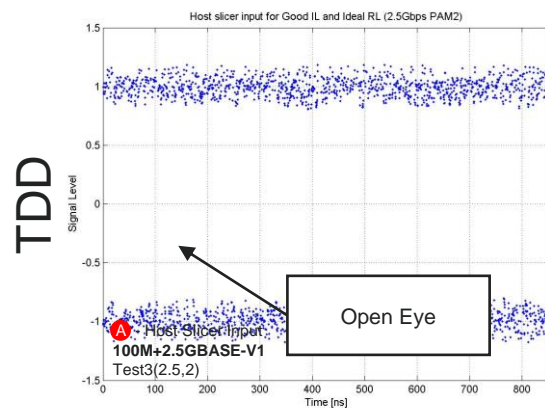 Host slicer input for Good IL and Ideal RL (2.5Gbps PAM2)
TDD
Signal Level
1.5
1
0.5
0
-0.5
-1
-1.5
Open Eye
A - Host Slicer Input
100M+2.5GBASE-V1
Test3(2.5,2)
0 100 200 300 400 500 600 700 800
Time [ns]